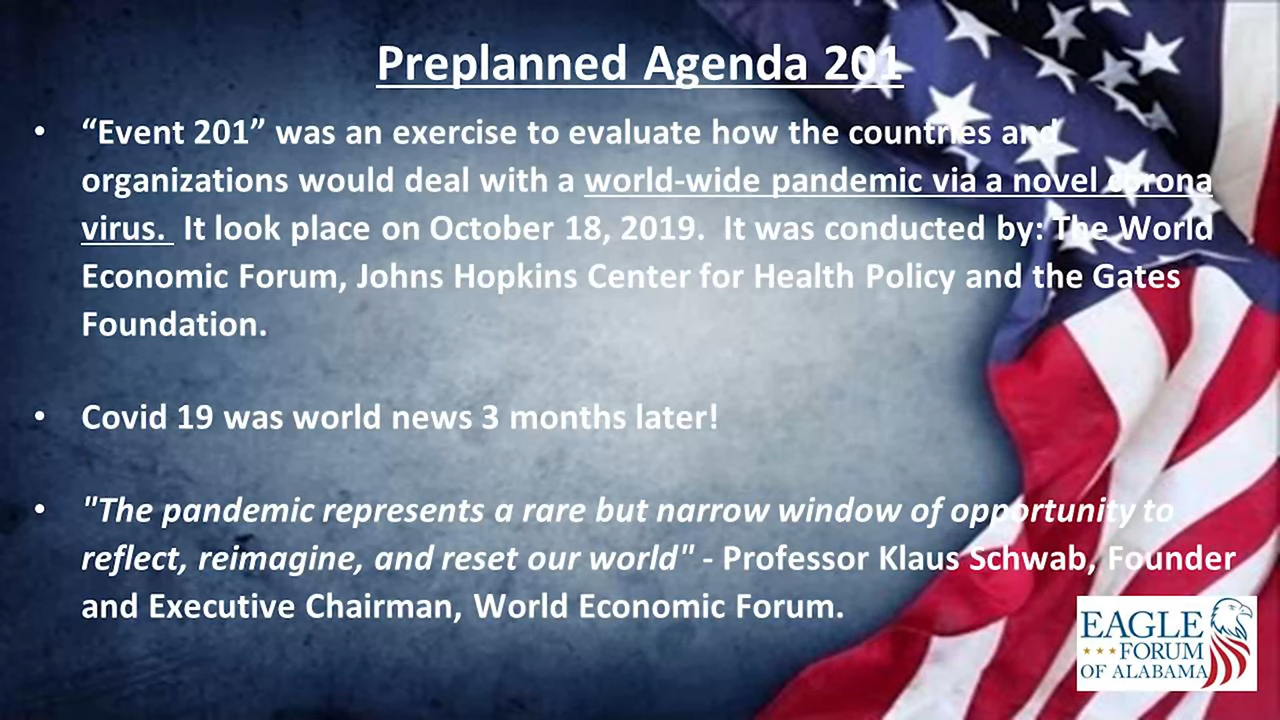 Preplanned Agenda 201
• “Event 201” was an exercise to evaluate how the countries and
organizations would deal with a world-wide pandemic via a novel corona
virus. It look place on October 18, 2019. It was conducted by: The World
Economic Forum, Johns Hopkins Center for Health Policy and the Gates
Foundation.
• Covid 19 was world news 3 months later!
• "The pandemic represents a rare but narrow window of opportunity to
reflect, reimagine, and reset our world" - Professor Klaus Schwab, Founder
and Executive Chairman, World Economic Forum.
EAGLE
FORUM
OF ALABAMA